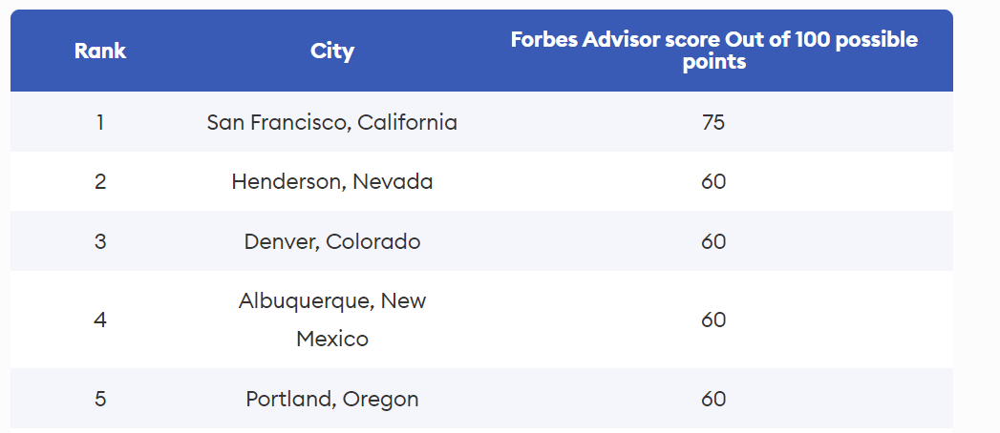 Rank City Forbes Advisor score Out of 100 possible
points
1 San Francisco, California 75
2 Henderson, Nevada 60
3 Denver, Colorado 60
4 Albuquerque, New
Mexico 60
5 Portland, Oregon 60